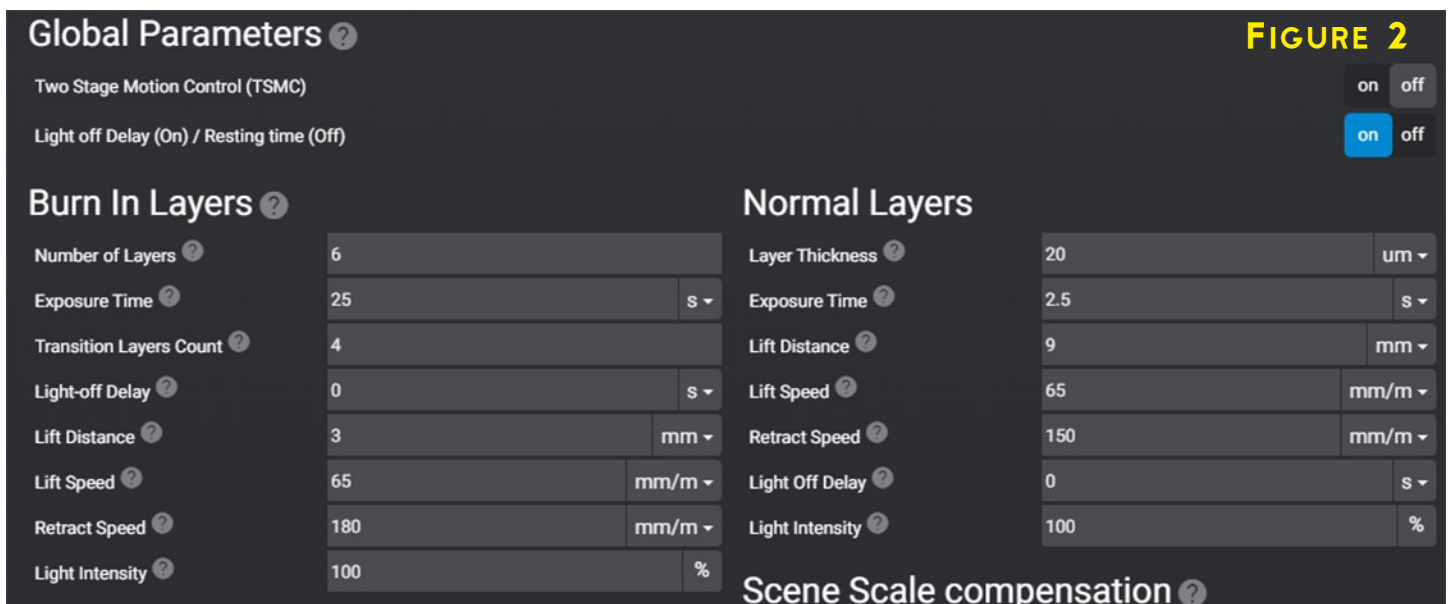 Global Parameters ?
FIGURE 2
Two Stage Motion Control (TSMC)
on off
Light off Delay (On) / Resting time (Off)
on off
Burn In Layers ?
Number of Layers ? 6
Exposure Time ? 25 s
Transition Layers Count ? 4
Light-off Delay ? 0 s
Lift Distance ? 3 mm
Lift Speed ? 65 mm/m
Retract Speed ? 180 mm/m
Light Intensity ? 100 %
Normal Layers
Layer Thickness ? 20 um
Exposure Time ? 2.5 s
Lift Distance ? 9 mm
Lift Speed ? 65 mm/m
Retract Speed ? 150 mm/m
Light Off Delay ? 0 s
Light Intensity ? 100 %
Scene Scale compensation ?